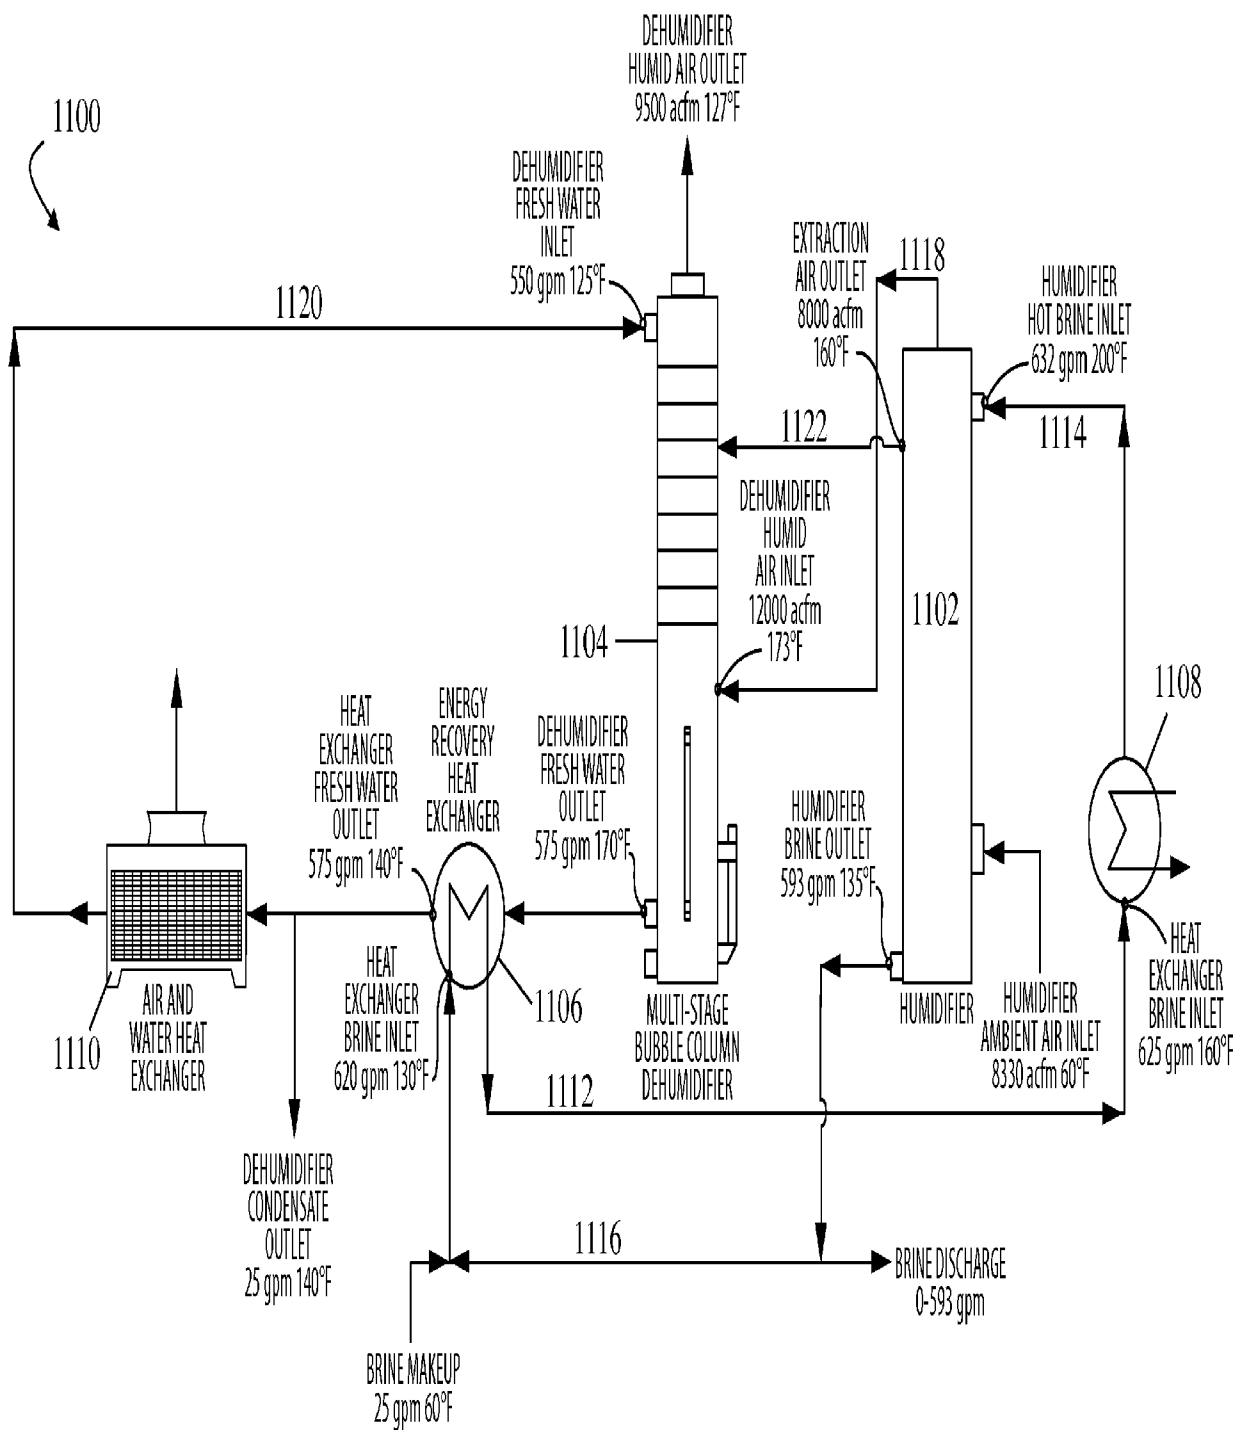 DEHUMIDIFIER
HUMID AIR OUTLET
9500 acfm 127°F
1100
DEHUMIDIFIER
FRESH WATER
INLET
550 gpm 125°F
EXTRACTION
AIR OUTLET
8000 acfm
160°F
1118
HUMIDIFIER
HOT BRINE INLET
632 gpm 200°F
1120
1122
1114
DEHUMIDIFIER
HUMID
AIR INLET
12000 acfm
173°F
1102
1104
1108
HEAT
EXCHANGER
FRESH WATER
OUTLET
575 gpm 140°F
ENERGY
RECOVERY
HEAT
EXCHANGER
DEHUMIDIFIER
FRESH WATER
OUTLET
575 gpm 170°F
HUMIDIFIER
BRINE OUTLET
593 gpm 135°F
HEAT
EXCHANGER
BRINE INLET
620 gpm 130°F
1106
1110
AIR AND
WATER HEAT
EXCHANGER
MULTI-STAGE
BUBBLE COLUMN
DEHUMIDIFIER
HUMIDIFIER
HUMIDIFIER
AMBIENT AIR INLET
8330 acfm 60°F
HEAT
EXCHANGER
BRINE INLET
625 gpm 160°F
1112
DEHUMIDIFIER
CONDENSATE
OUTLET
25 gpm 140°F
1116
BRINE DISCHARGE
0-593 gpm
BRINE MAKEUP
25 gpm 60°F